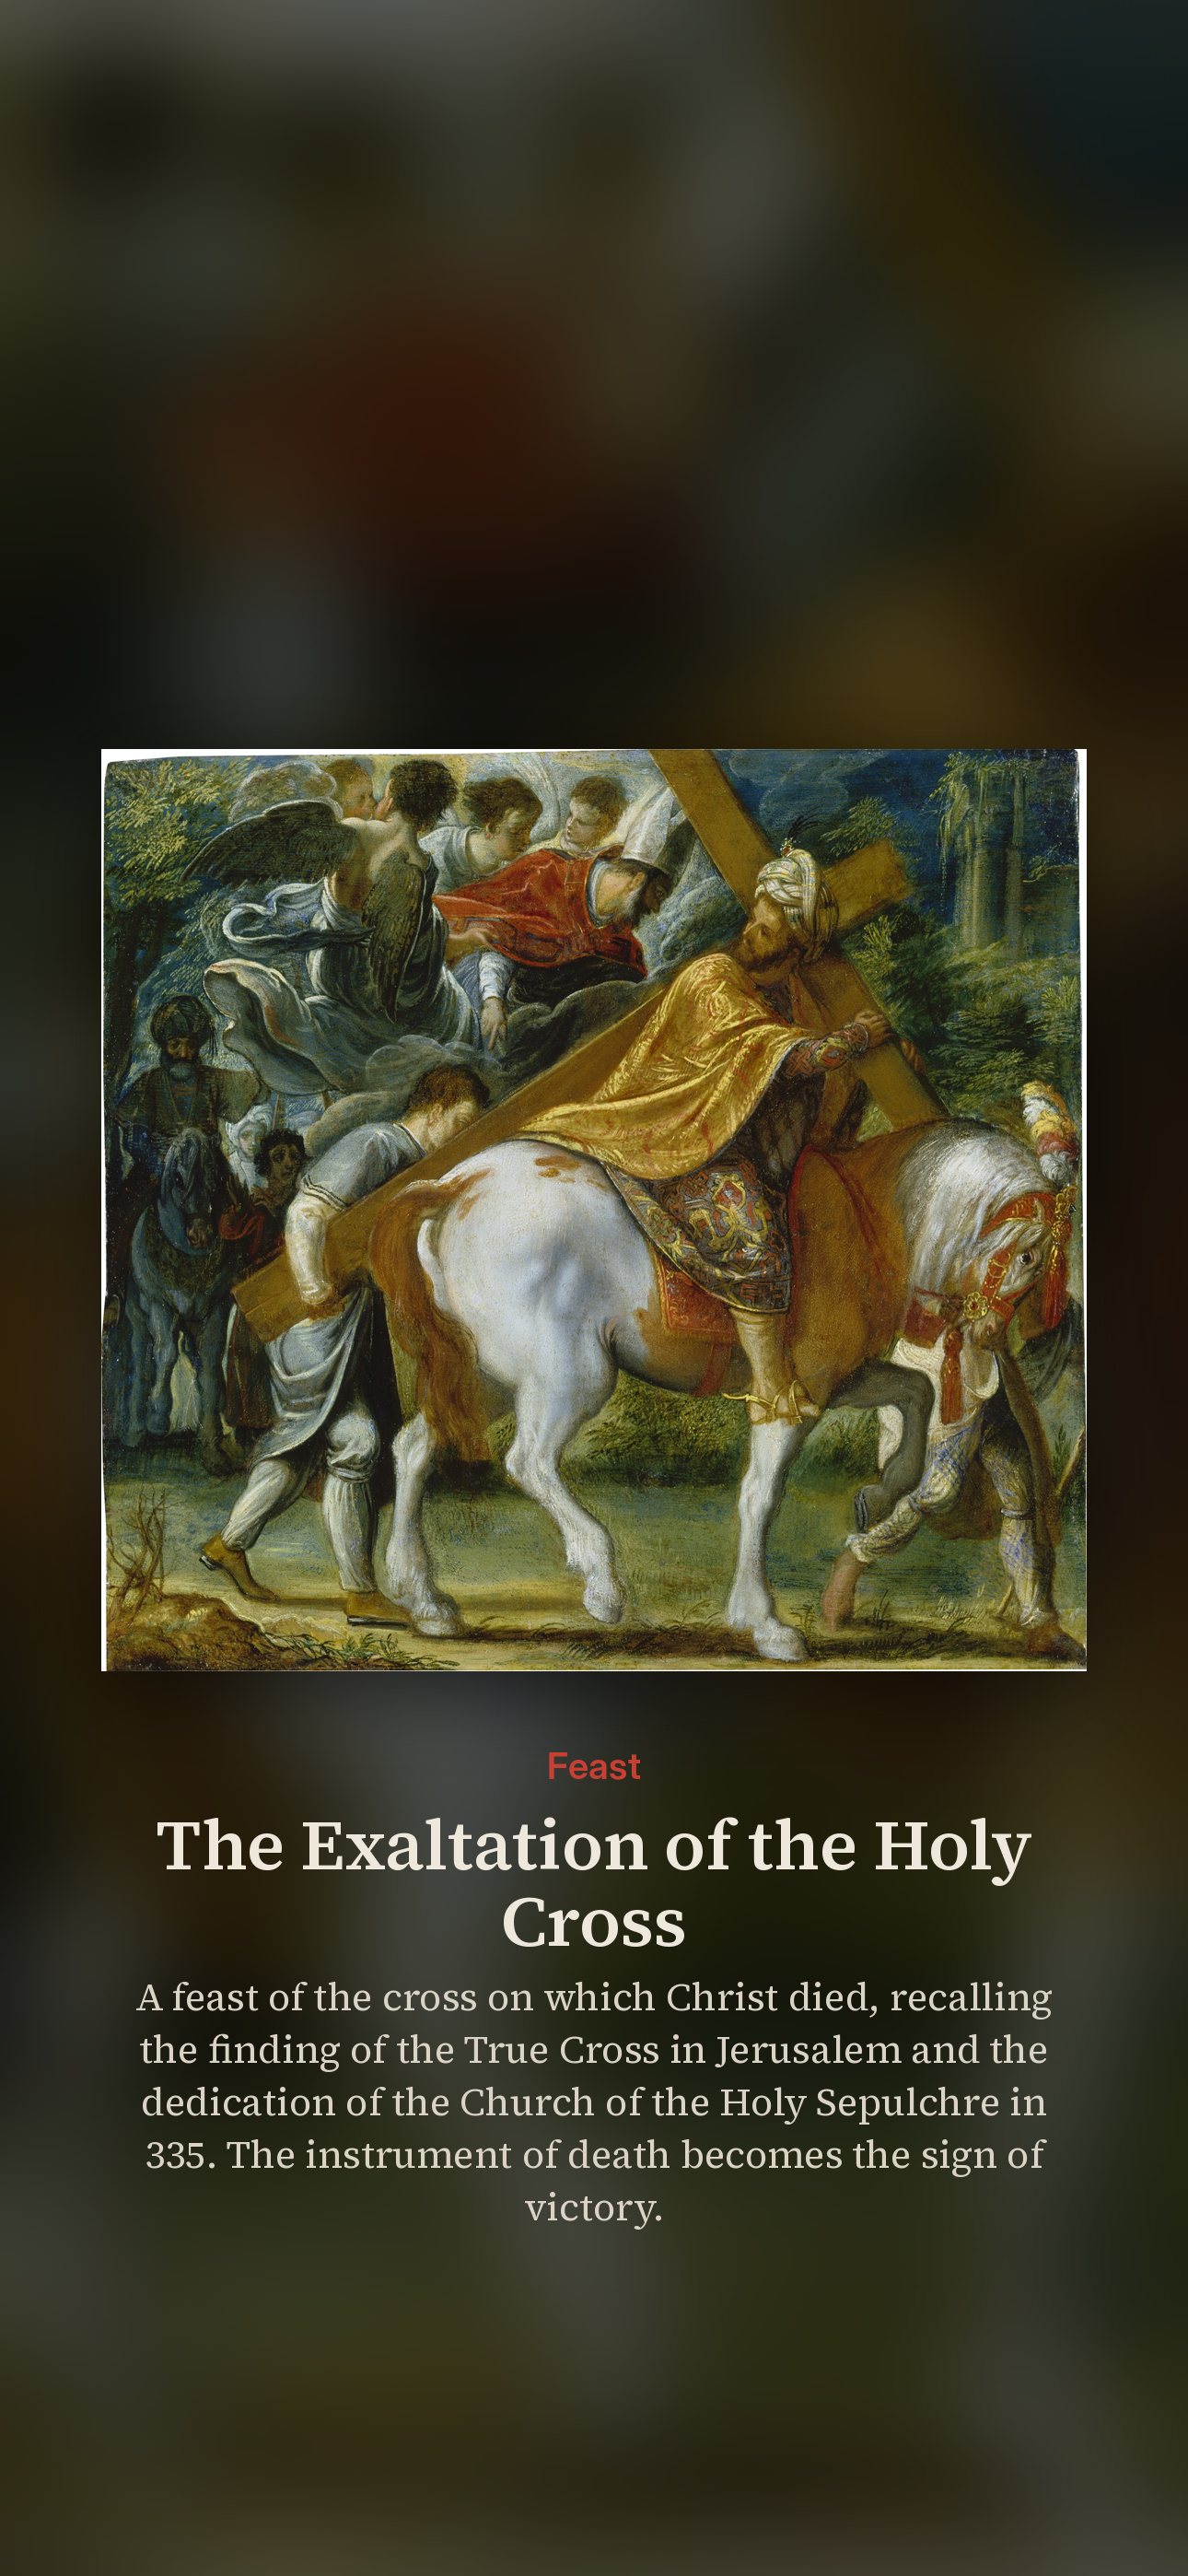 Feast
The Exaltation of the Holy
Cross
A feast of the cross on which Christ died, recalling
the finding of the True Cross in Jerusalem and the
dedication of the Church of the Holy Sepulchre in
335. The instrument of death becomes the sign of
victory.